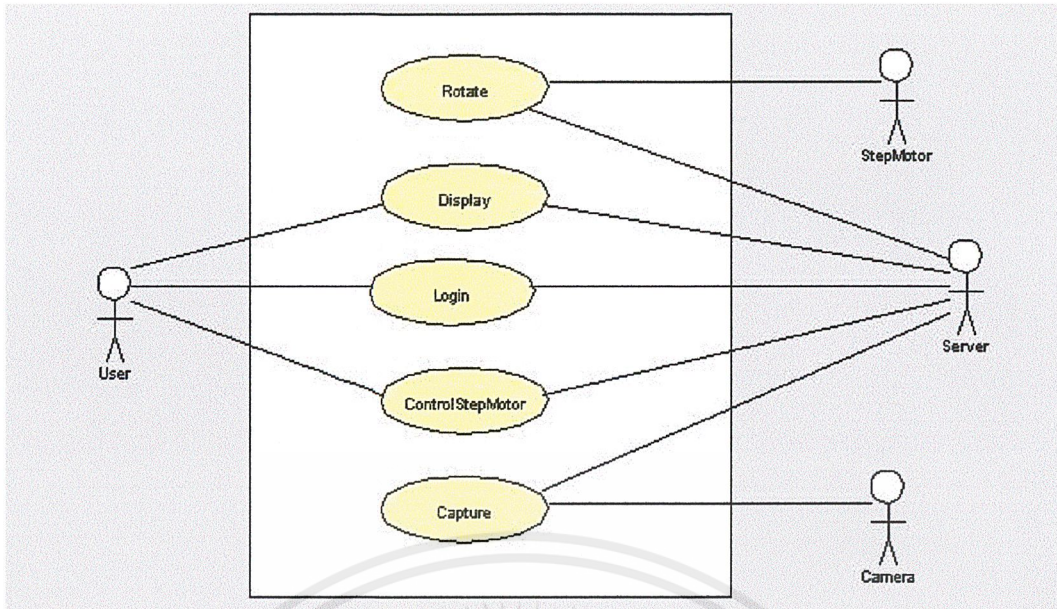 Rotate
StepMotor
Display
Login
Server
User
ControlStepMotor
Capture
Camera